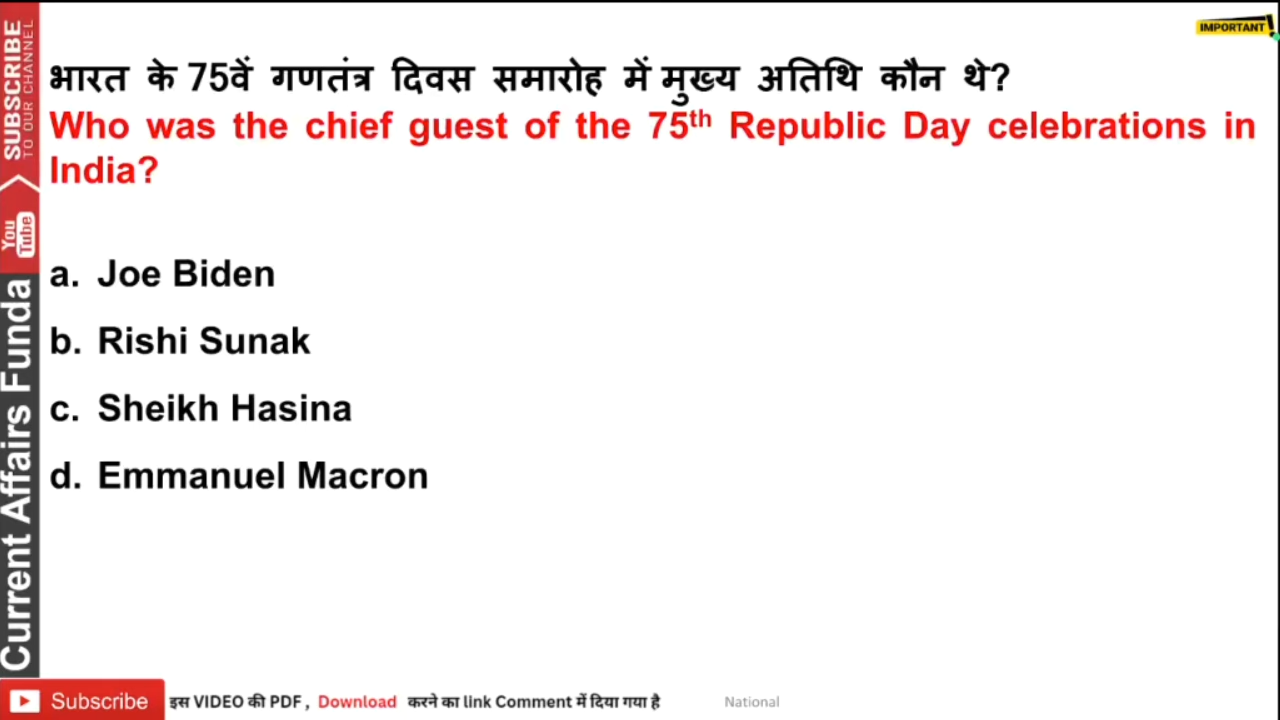 IMPORTANT!
भारत के 75वें गणतंत्र दिवस समारोह में मुख्य अतिथि कौन थे?
Who was the chief guest of the 75th Republic Day celebrations in
India?
a. Joe Biden
b. Rishi Sunak
c. Sheikh Hasina
d. Emmanuel Macron
SUBSCRIBE
TO OUR CHANNEL
You
Tube
Current Affairs Funda
Subscribe
इस VIDEO की PDF , Download करने का link Comment में दिया गया है
National